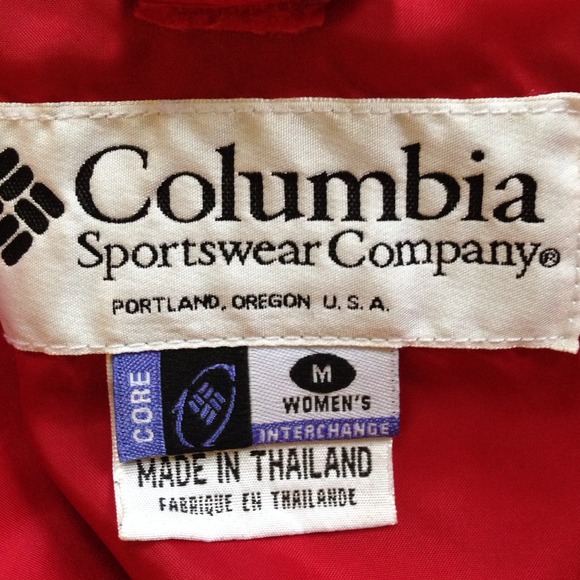 Columbia
Sportswear Company®
PORTLAND, OREGON U.S.A.
CORE
M
WOMEN'S
INTERCHANGE
MADE IN THAILAND
FABRIQUE EN THAILANDE